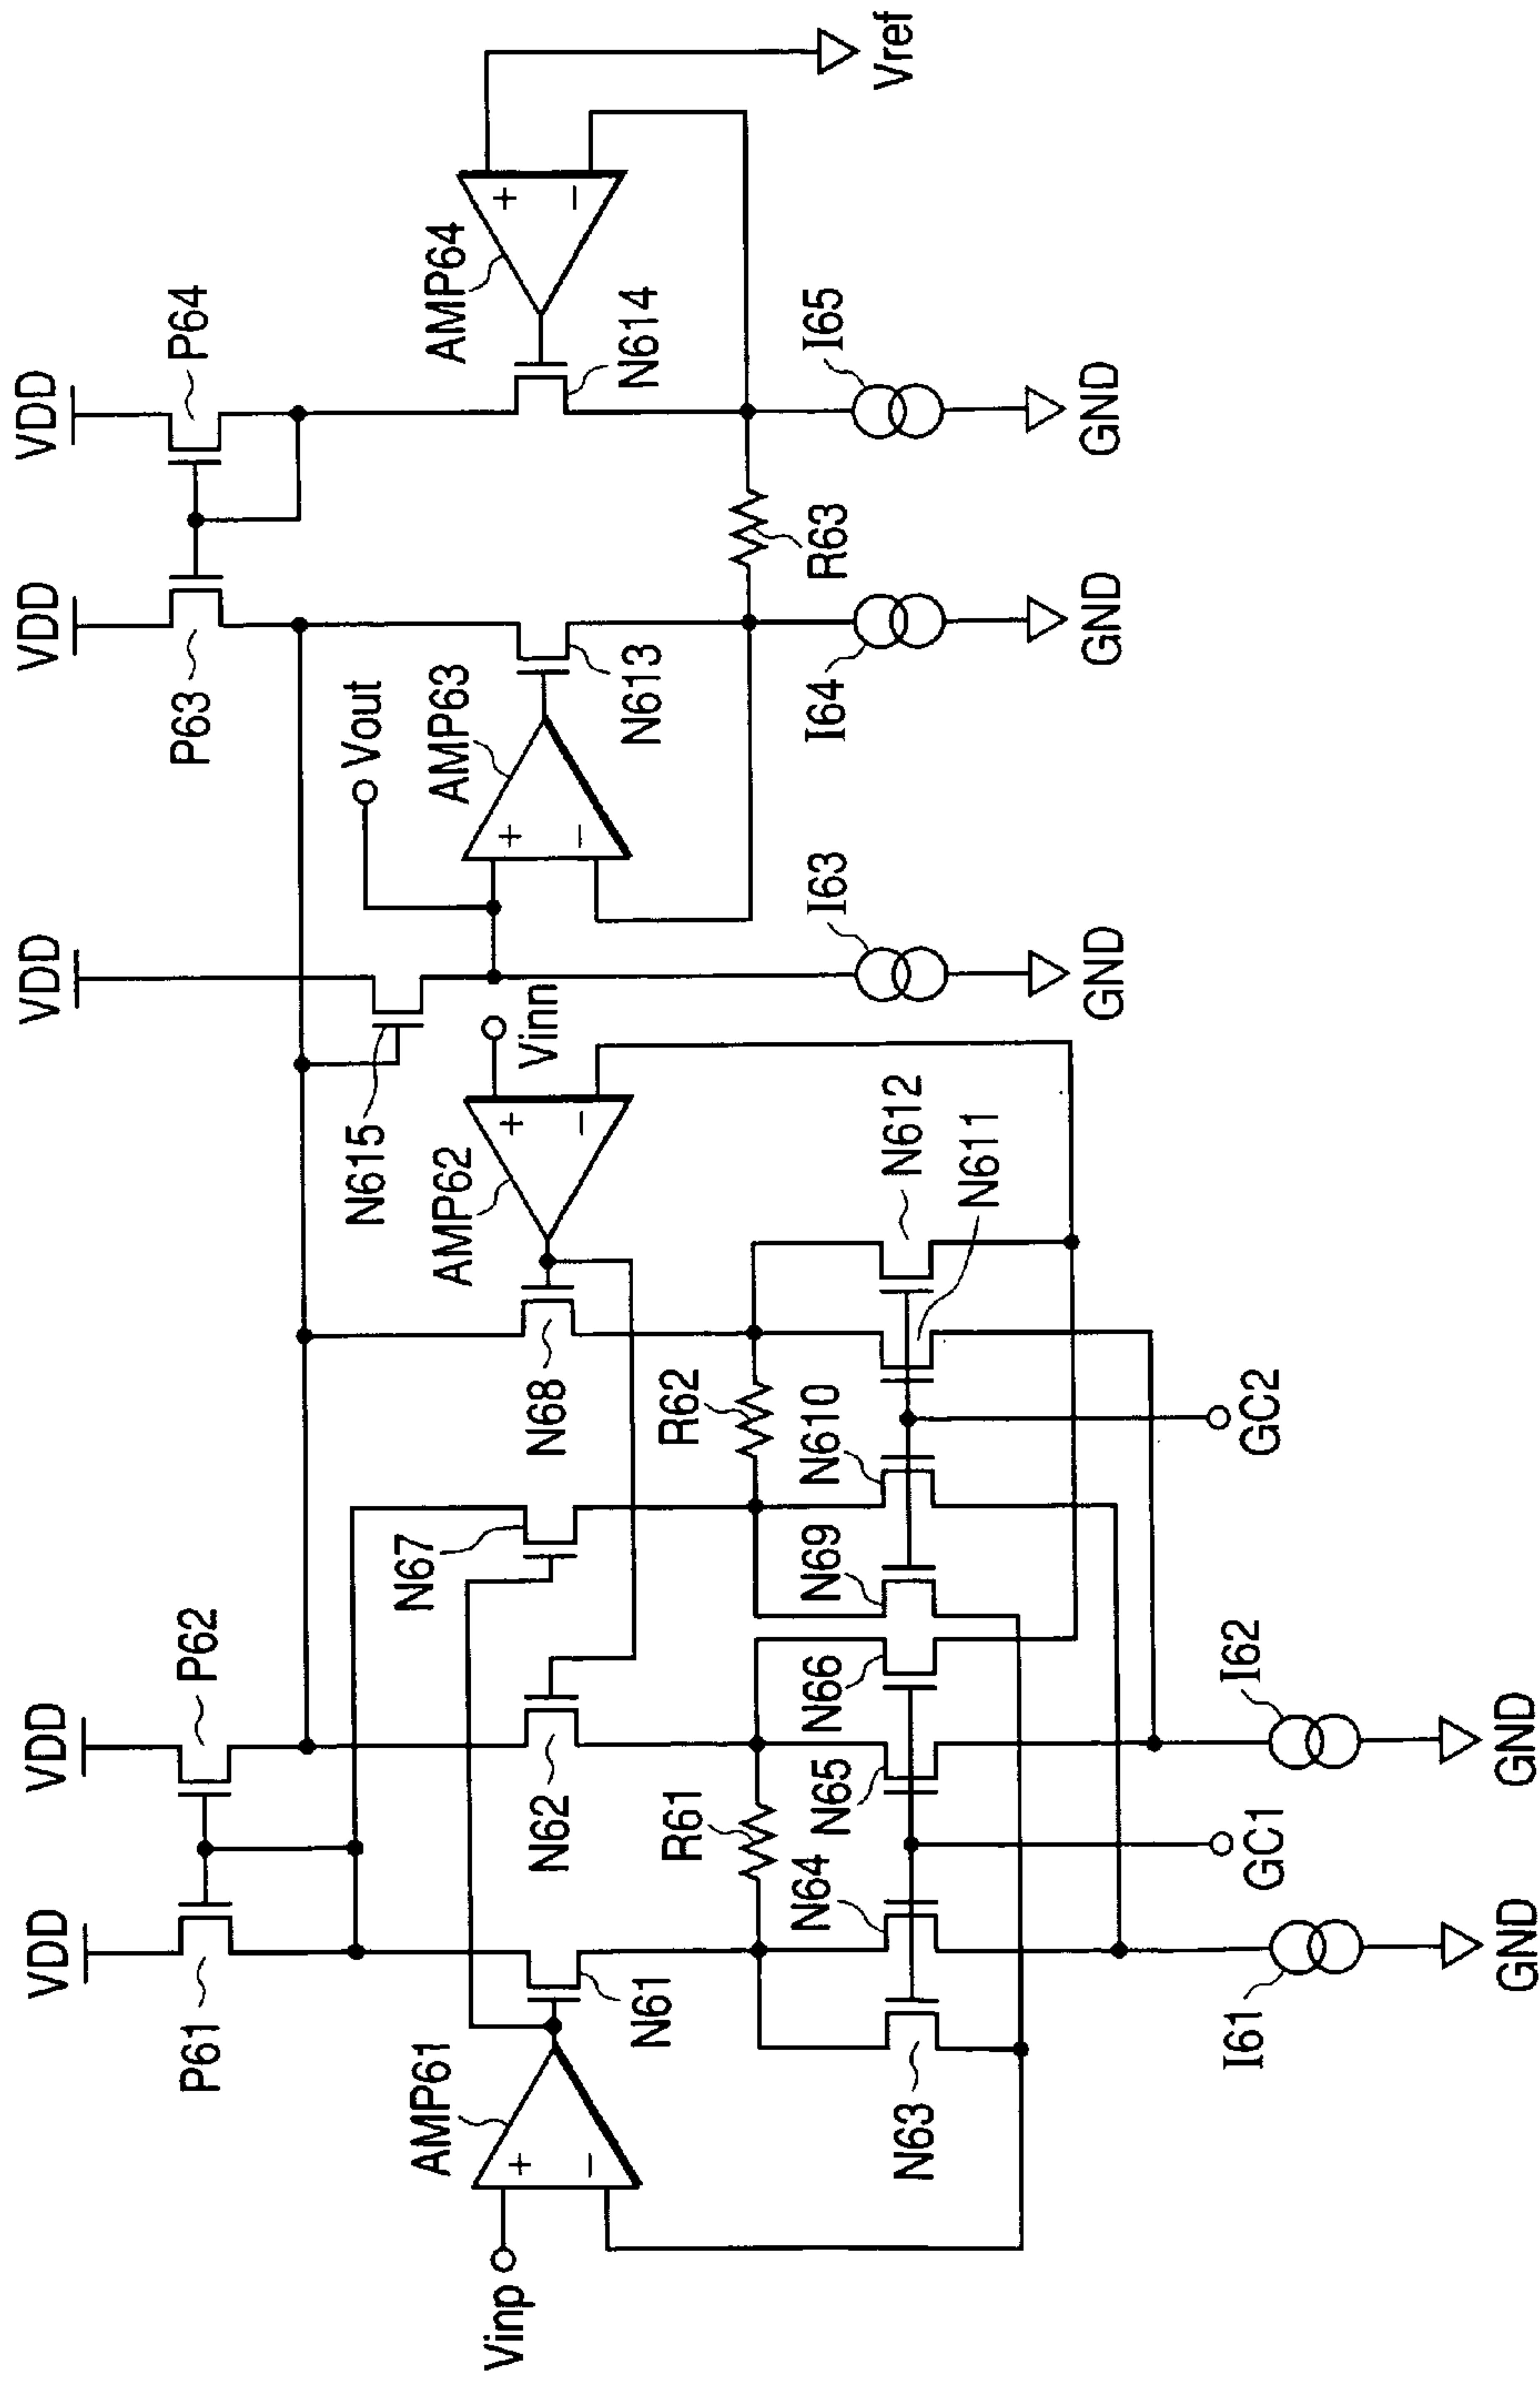 VDD
VDD
VDD
VDD
VDD
P61
P62
P63
P64
N615
Vout
Vinp
AMP61
N61
N62
N67
N68
AMP62
Vinn
AMP63
N613
N614
AMP64
Vref
+
−
+
−
+
−
+
−
R61
R62
R63
N63
N64
N65
N66
N69
N610
N611
N612
GC1
GC2
I61
I62
I63
I64
I65
GND
GND
GND
GND
GND